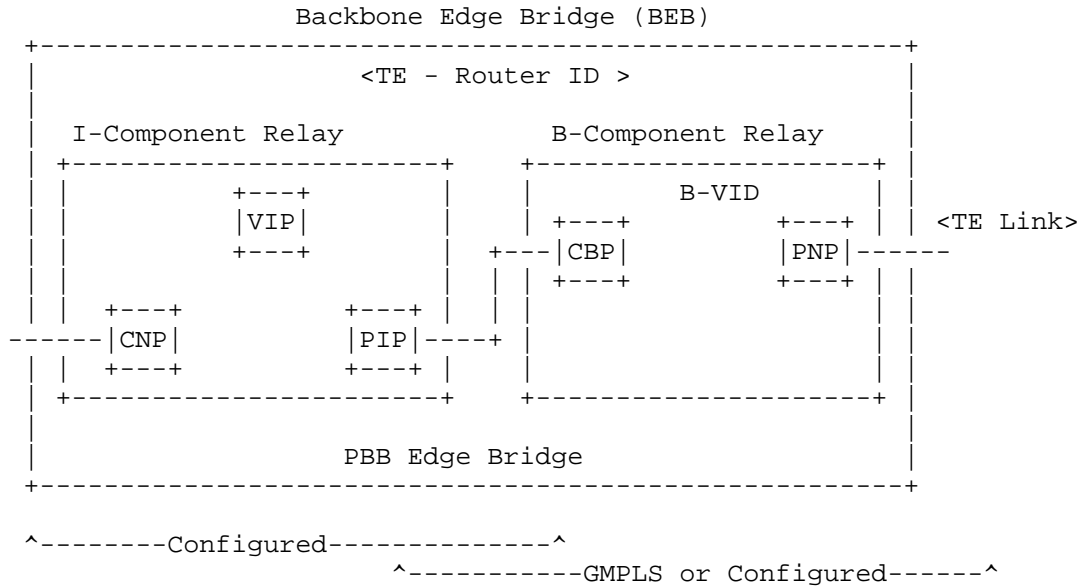 Backbone Edge Bridge (BEB)
<TE - Router ID >
I-Component Relay B-Component Relay
B-VID
VIP <TE Link>
CBP PNP
CNP PIP
PBB Edge Bridge
^--------Configured--------------^
^-----------GMPLS or Configured------^